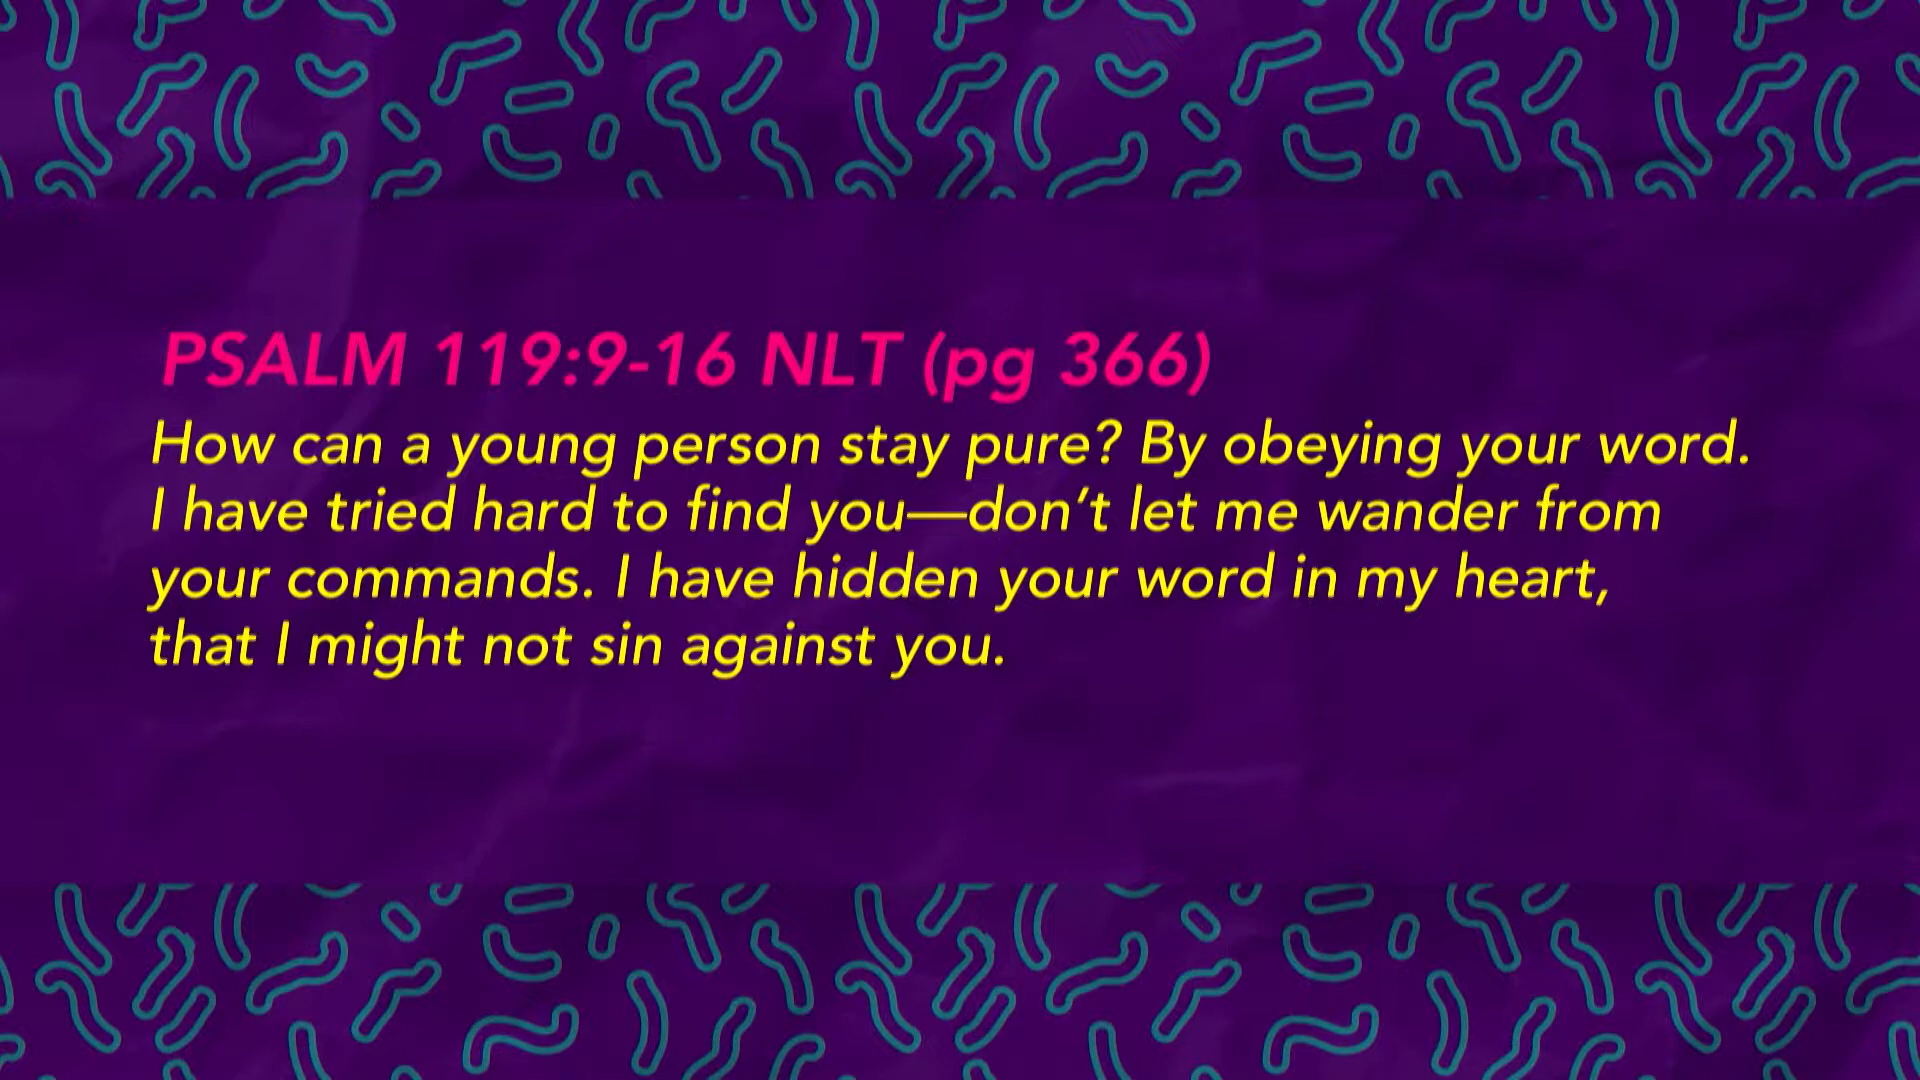 PSALM 119:9-16 NLT (pg 366)
How can a young person stay pure? By obeying your word.
I have tried hard to find you—don’t let me wander from
your commands. I have hidden your word in my heart,
that I might not sin against you.